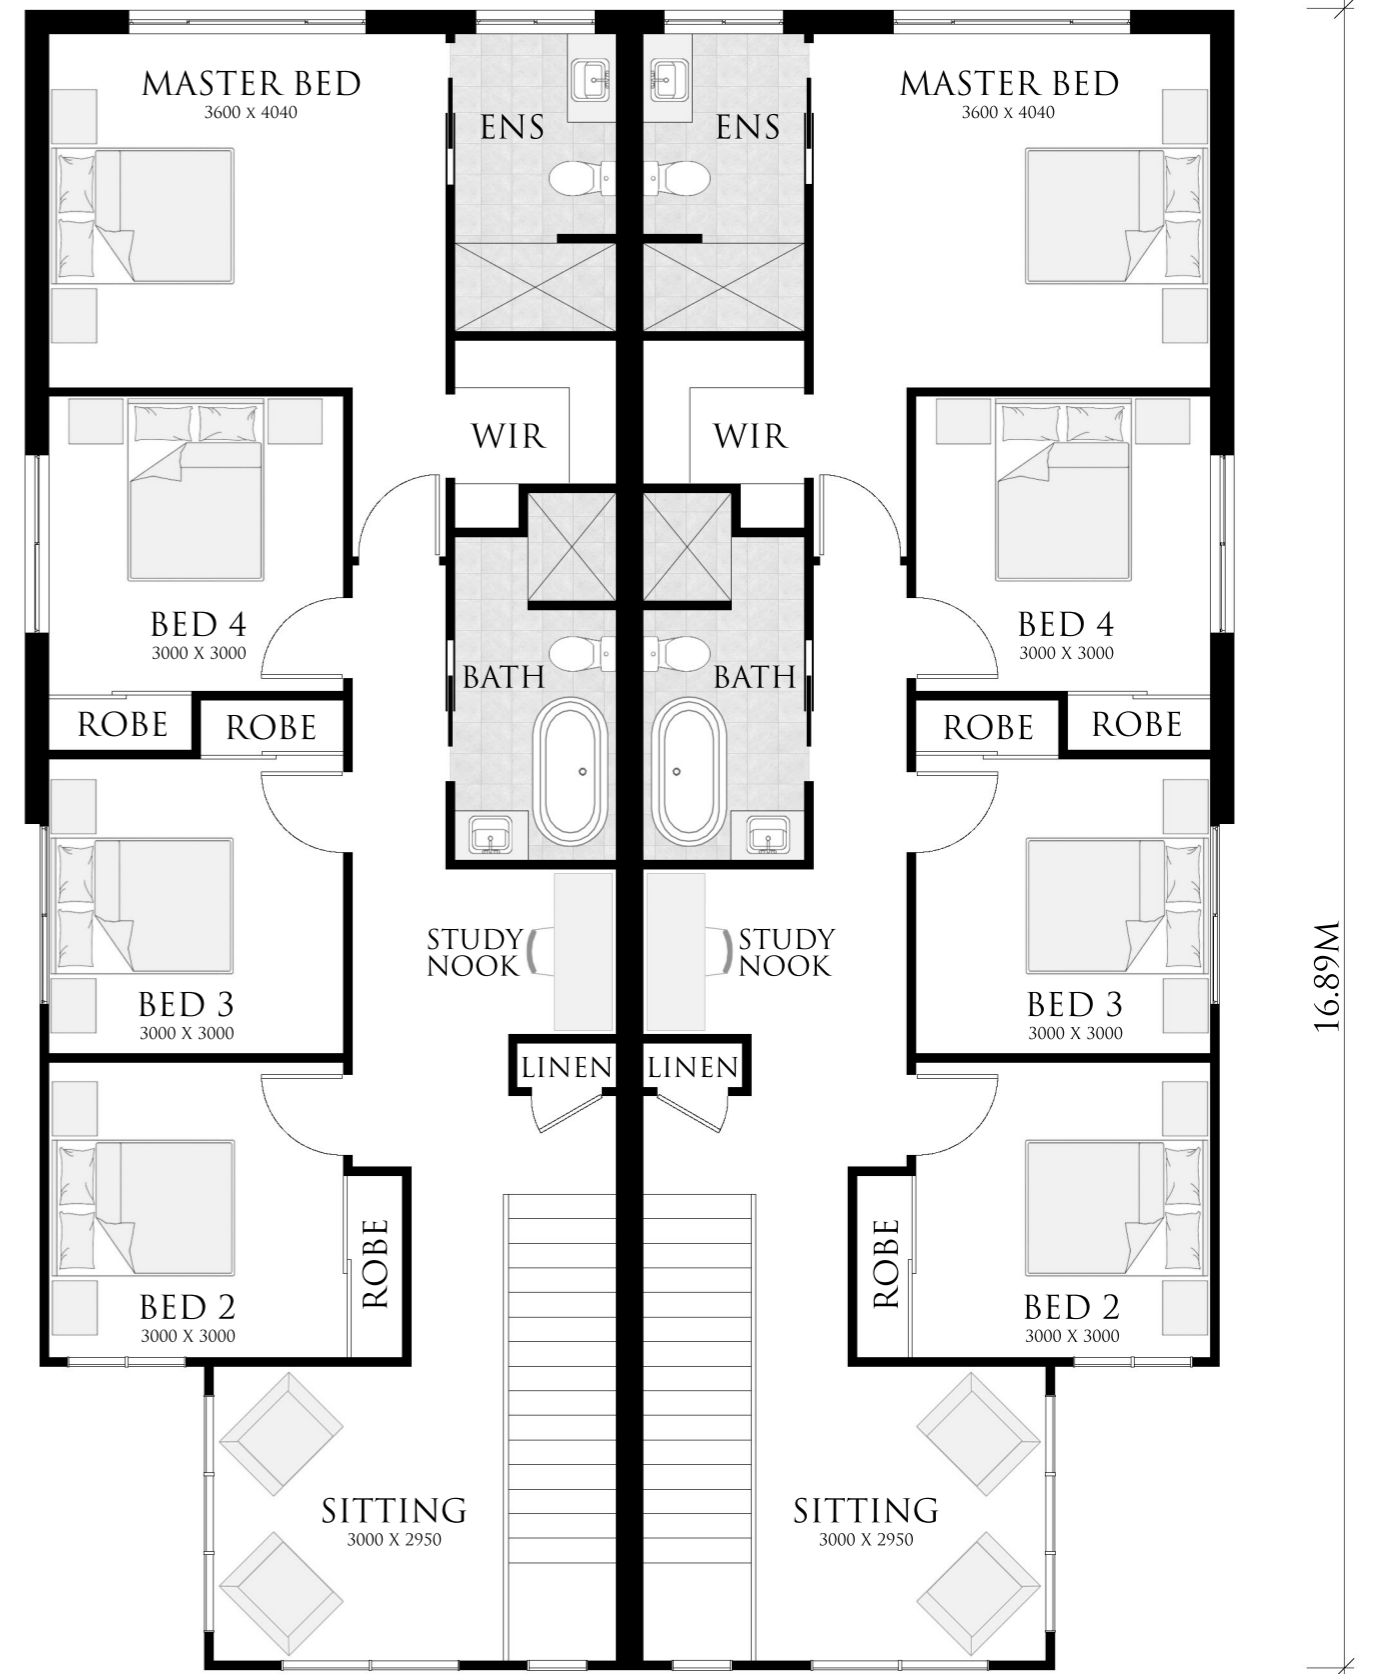 MASTER BED
3600 X 4040
ENS
ENS
MASTER BED
3600 X 4040
WIR
WIR
BED 4
3000 X 3000
BATH
BATH
BED 4
3000 X 3000
ROBE
ROBE
ROBE
ROBE
STUDY
NOOK
STUDY
NOOK
BED 3
3000 X 3000
BED 3
3000 X 3000
16.89M
LINEN
LINEN
ROBE
ROBE
BED 2
3000 X 3000
BED 2
3000 X 3000
SITTING
3000 X 2950
SITTING
3000 X 2950